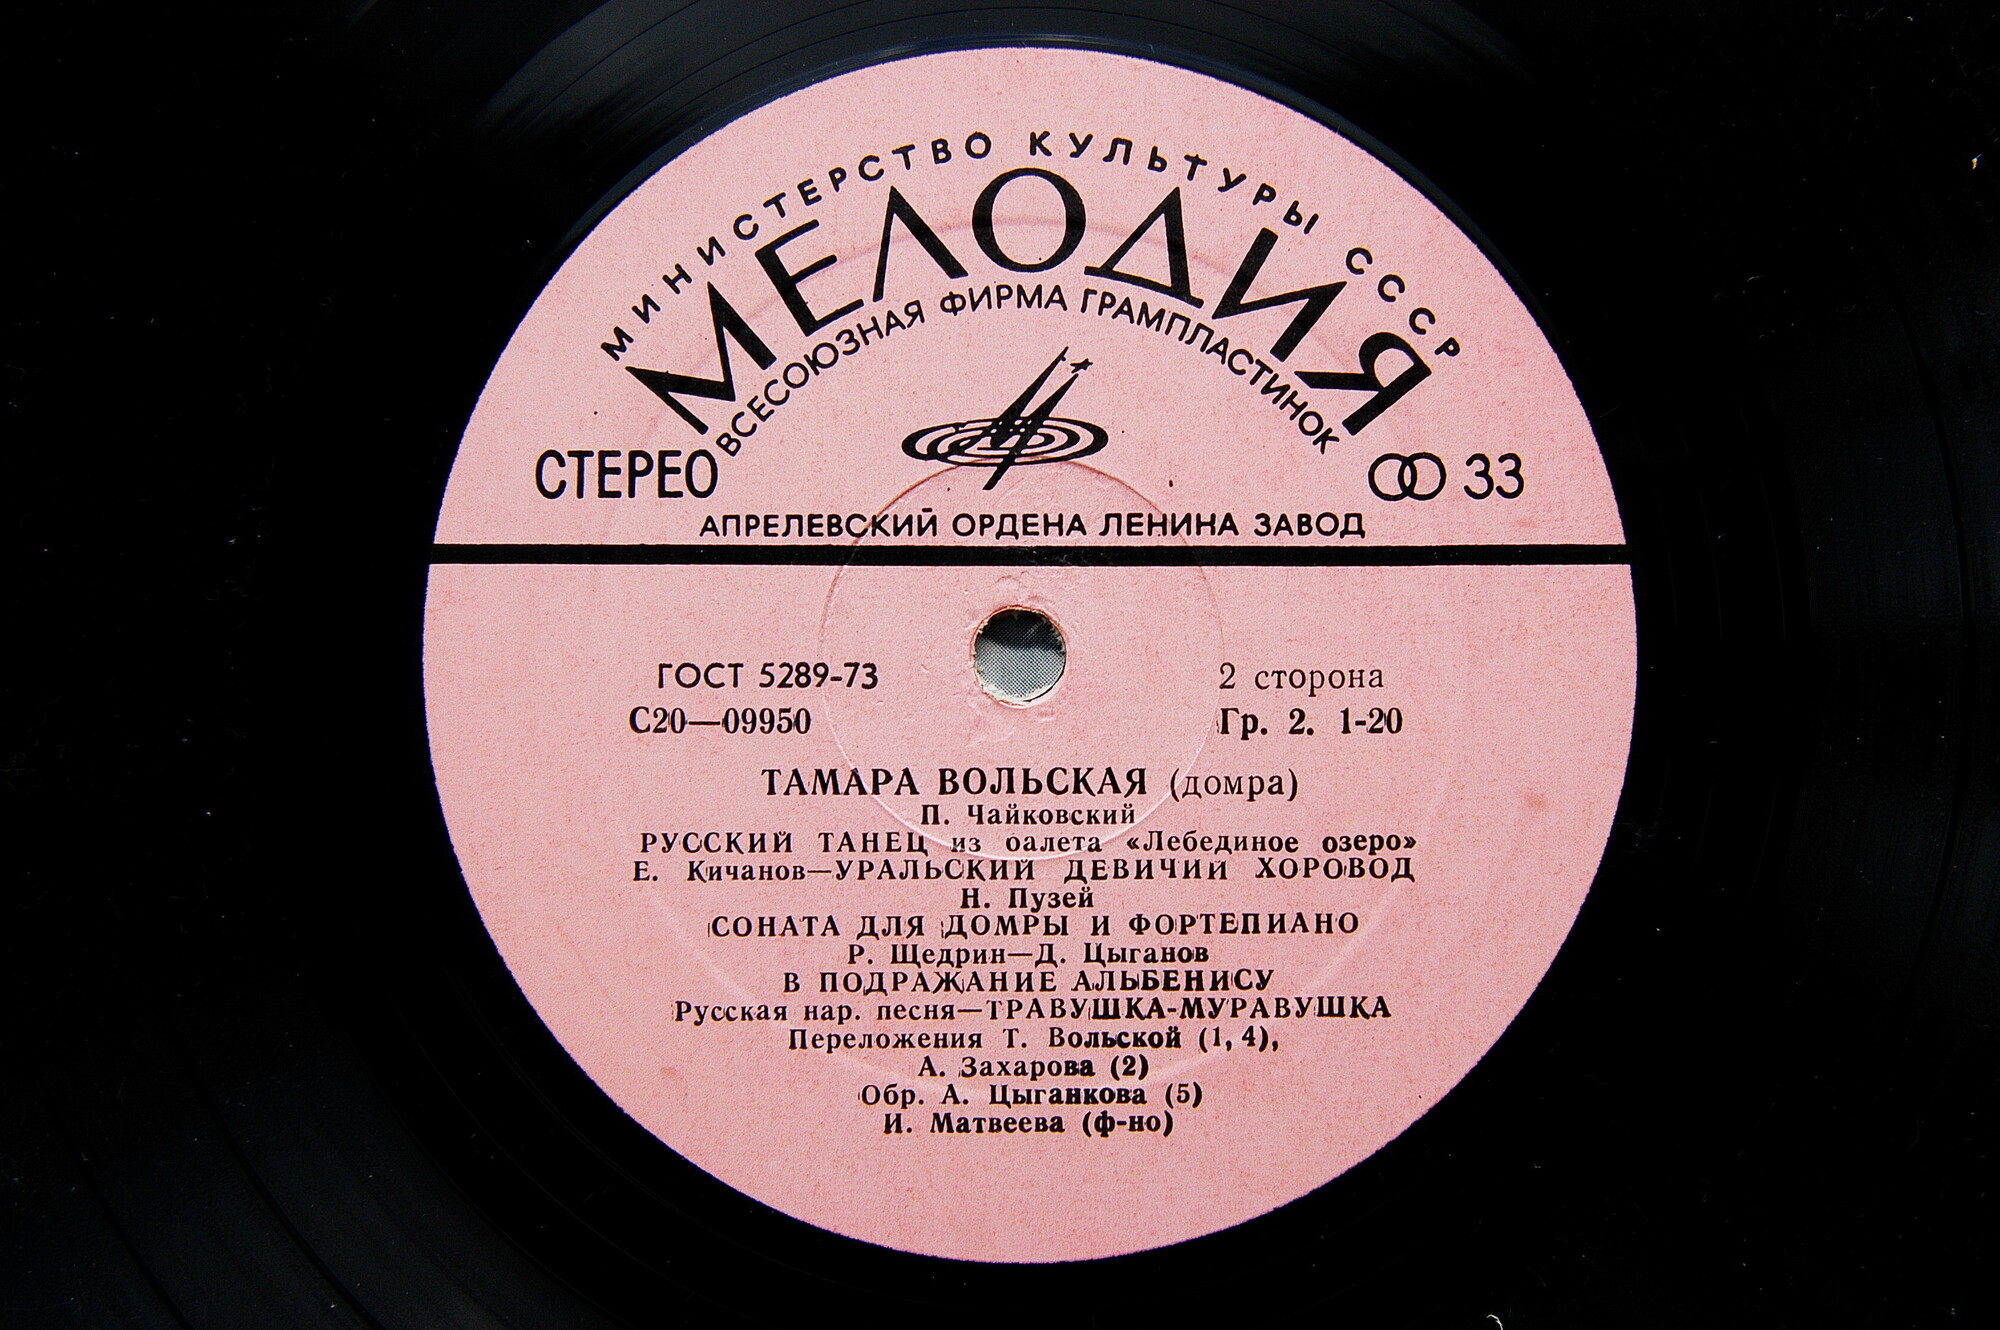 МИНИСТЕРСТВО КУЛЬТУРЫ СССР
МЕЛОДИЯ
ВСЕСОЮЗНАЯ ФИРМА ГРАМПЛАСТИНОК
СТЕРЕО 33
АПРЕЛЕВСКИЙ ОРДЕНА ЛЕНИНА ЗАВОД
ГОСТ 5289-73 2 сторона
С20—09950 Гр. 2. 1-20
ТАМАРА ВОЛЬСКАЯ (домра)
П. Чайковский
РУССКИЙ ТАНЕЦ из балета «Лебединое озеро»
Е. Кичанов—УРАЛЬСКИЙ ДЕВИЧИЙ ХОРОВОД
Н. Пузей
СОНАТА ДЛЯ ДОМРЫ И ФОРТЕПИАНО
Р. Щедрин—Д. Цыганов
В ПОДРАЖАНИЕ АЛЬБЕНИСУ
Русская нар. песня—ТРАВУШКА-МУРАВУШКА
Переложения Т. Вольской (1, 4),
А. Захарова (2)
Обр. А. Цыганкова (5)
И. Матвеева (ф-но)